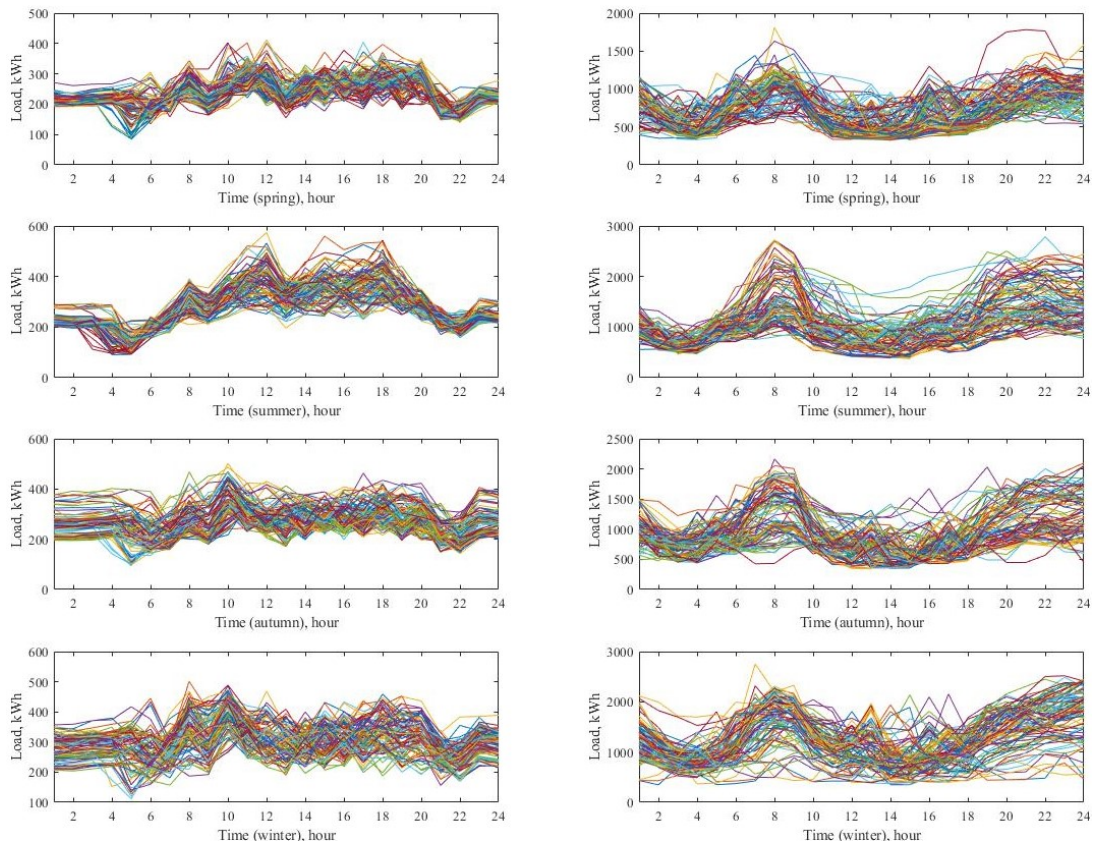 500
400
300
200
100
0
Load, kWh
2 4 6 8 10 12 14 16 18 20 22 24
Time (spring), hour
2000
1500
1000
500
0
Load, kWh
2 4 6 8 10 12 14 16 18 20 22 24
Time (spring), hour
600
400
200
0
Load, kWh
2 4 6 8 10 12 14 16 18 20 22 24
Time (summer), hour
3000
2000
1000
0
Load, kWh
2 4 6 8 10 12 14 16 18 20 22 24
Time (summer), hour
600
400
200
0
Load, kWh
2 4 6 8 10 12 14 16 18 20 22 24
Time (autumn), hour
2500
2000
1500
1000
500
0
Load, kWh
2 4 6 8 10 12 14 16 18 20 22 24
Time (autumn), hour
600
500
400
300
200
100
Load, kWh
2 4 6 8 10 12 14 16 18 20 22 24
Time (winter), hour
3000
2000
1000
0
Load, kWh
2 4 6 8 10 12 14 16 18 20 22 24
Time (winter), hour